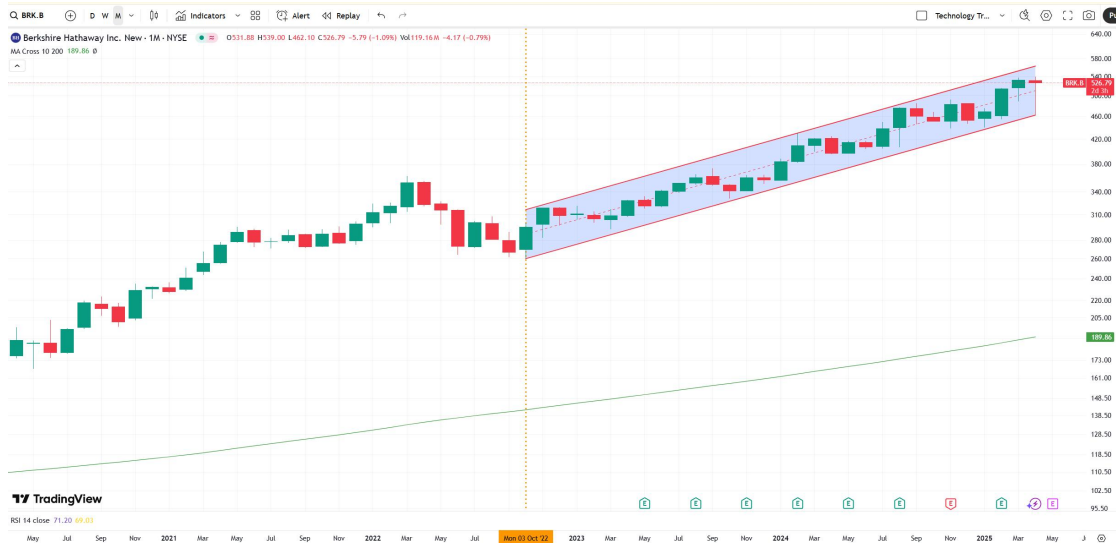 BRK.B D W M Indicators Alert Replay Technology Tr...
Berkshire Hathaway Inc. New · 1M · NYSE O531.88 H539.00 L462.10 C526.79 −5.79 (−1.09%) Vol119.16M −4.17 (−0.79%)
MA Cross 10 200 189.86 Ø
640.00
580.00
540.00
BRK.B 526.79
2d 3h
500.00
460.00
420.00
380.00
340.00
310.00
280.00
260.00
240.00
220.00
205.00
189.86
173.00
161.00
148.50
138.50
128.50
118.50
110.50
102.50
95.50
TradingView
E E E E E E E E E
RSI 14 close 71.20 69.03
May Jul Sep Nov 2021 Mar May Jul Sep Nov 2022 Mar May Jul Mon 03 Oct '22 2023 Mar May Jul Sep Nov 2024 Mar May Jul Sep Nov 2025 Mar May